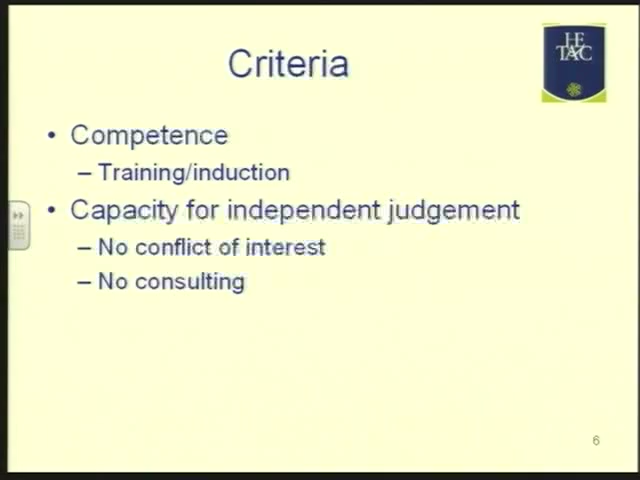 Criteria
HE
TAC
• Competence
– Training/induction
• Capacity for independent judgement
– No conflict of interest
– No consulting
6